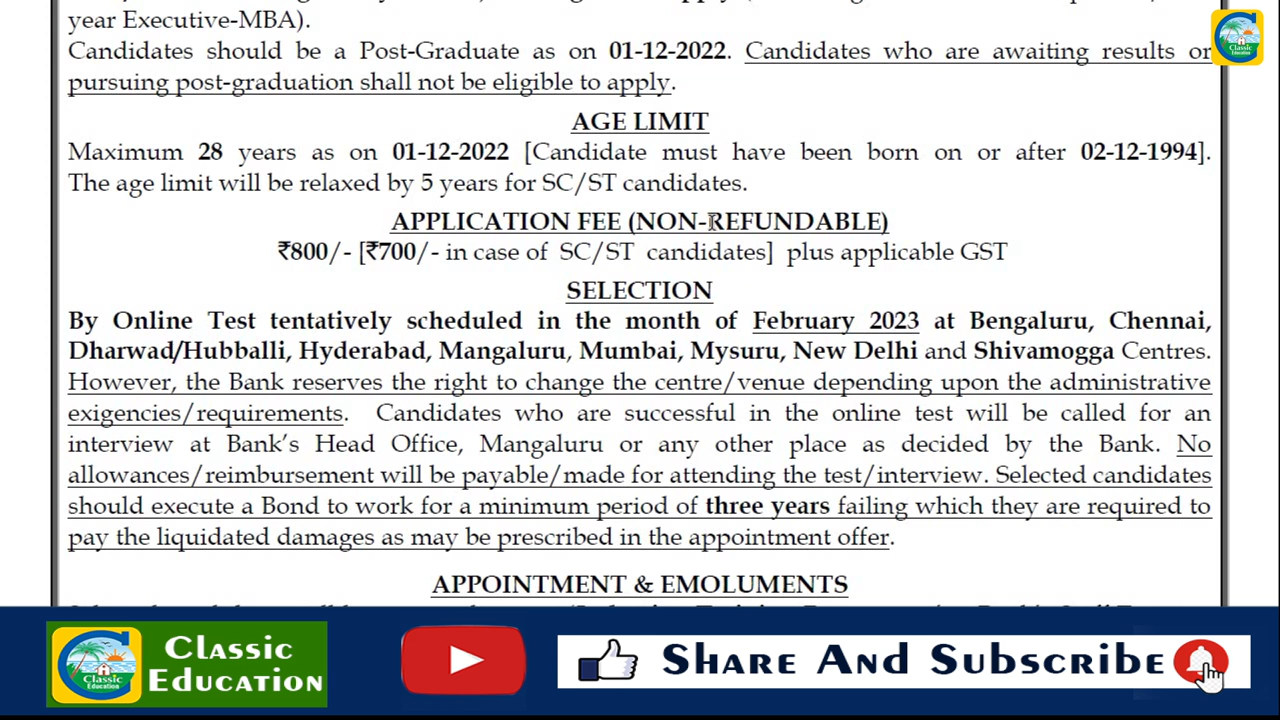 year Executive-MBA).
Candidates should be a Post-Graduate as on 01-12-2022. Candidates who are awaiting results or
pursuing post-graduation shall not be eligible to apply.
AGE LIMIT
Maximum 28 years as on 01-12-2022 [Candidate must have been born on or after 02-12-1994].
The age limit will be relaxed by 5 years for SC/ST candidates.
APPLICATION FEE (NON-REFUNDABLE)
₹800/- [₹700/- in case of SC/ST candidates] plus applicable GST
SELECTION
By Online Test tentatively scheduled in the month of February 2023 at Bengaluru, Chennai,
Dharwad/Hubballi, Hyderabad, Mangaluru, Mumbai, Mysuru, New Delhi and Shivamogga Centres.
However, the Bank reserves the right to change the centre/venue depending upon the administrative
exigencies/requirements. Candidates who are successful in the online test will be called for an
interview at Bank's Head Office, Mangaluru or any other place as decided by the Bank. No
allowances/reimbursement will be payable/made for attending the test/interview. Selected candidates
should execute a Bond to work for a minimum period of three years failing which they are required to
pay the liquidated damages as may be prescribed in the appointment offer.
APPOINTMENT & EMOLUMENTS
Classic
Education
Classic
Education
Classic
Education
Share And Subscribe